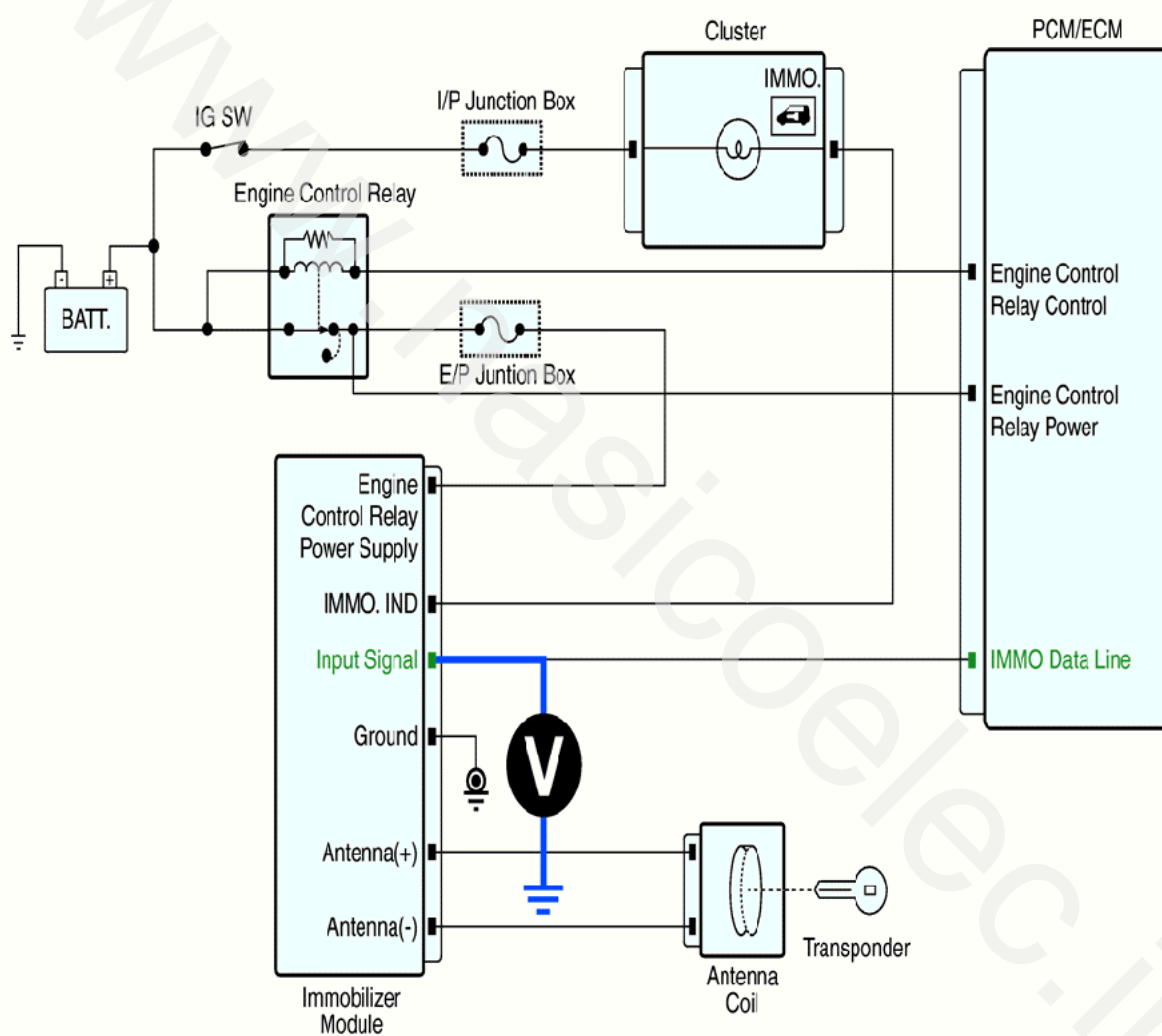 Cluster
PCM/ECM
IMMO.
I/P Junction Box
IG SW
Engine Control Relay
BATT.
-
+
E/P Juntion Box
Engine Control
Relay Control
Engine Control
Relay Power
Engine
Control Relay
Power Supply
IMMO. IND
Input Signal
IMMO Data Line
Ground
V
Antenna(+)
Antenna(-)
Transponder
Antenna
Coil
Immobilizer
Module
www.nasicoelec.i